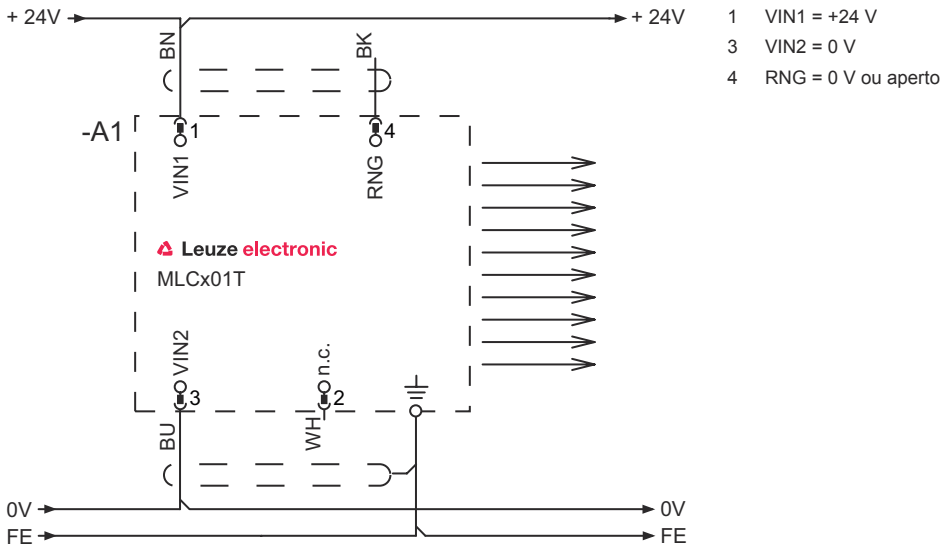 + 24V
+ 24V
1 VIN1 = +24 V
3 VIN2 = 0 V
4 RNG = 0 V ou aperto
BN
BK
-A1
1
4
VIN1
RNG
Leuze electronic
MLCx01T
VIN2
n.c.
3
2
BU
WH
0V
0V
FE
FE